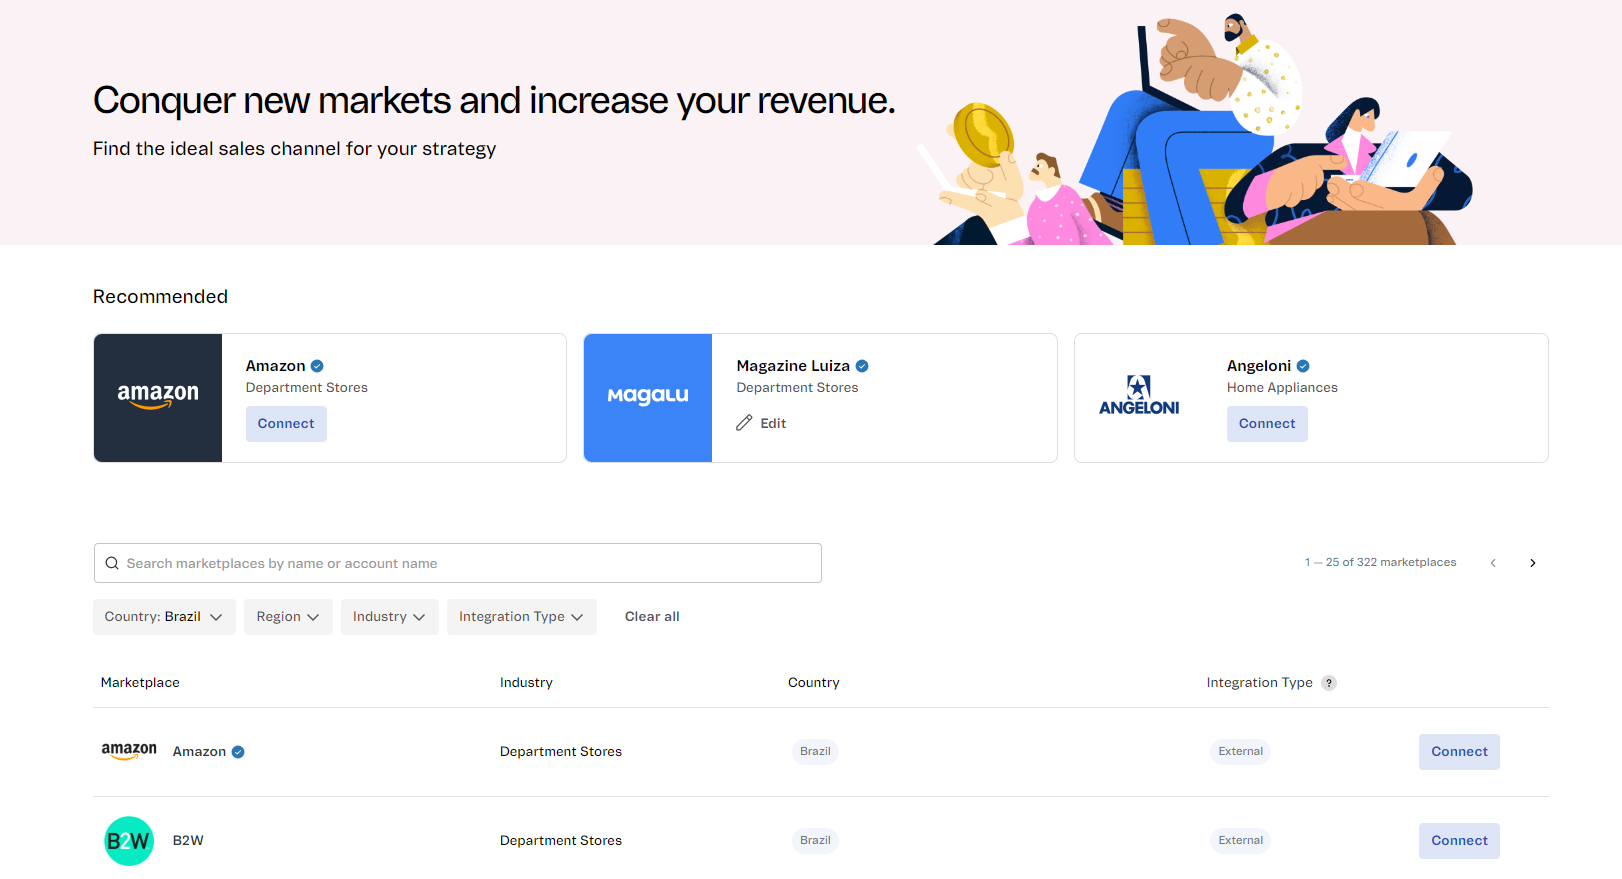 Conquer new markets and increase your revenue.
Find the ideal sales channel for your strategy
Recommended
amazon
Amazon
Department Stores
Connect
Magalu
Magazine Luiza
Department Stores
Edit
ANGELONI
Angeloni
Home Appliances
Connect
Search marketplaces by name or account name
1 — 25 of 322 marketplaces
Country: Brazil Region Industry Integration Type Clear all
Marketplace Industry Country Integration Type ?
amazon Amazon Department Stores Brazil External Connect
B2W B2W Department Stores Brazil External Connect